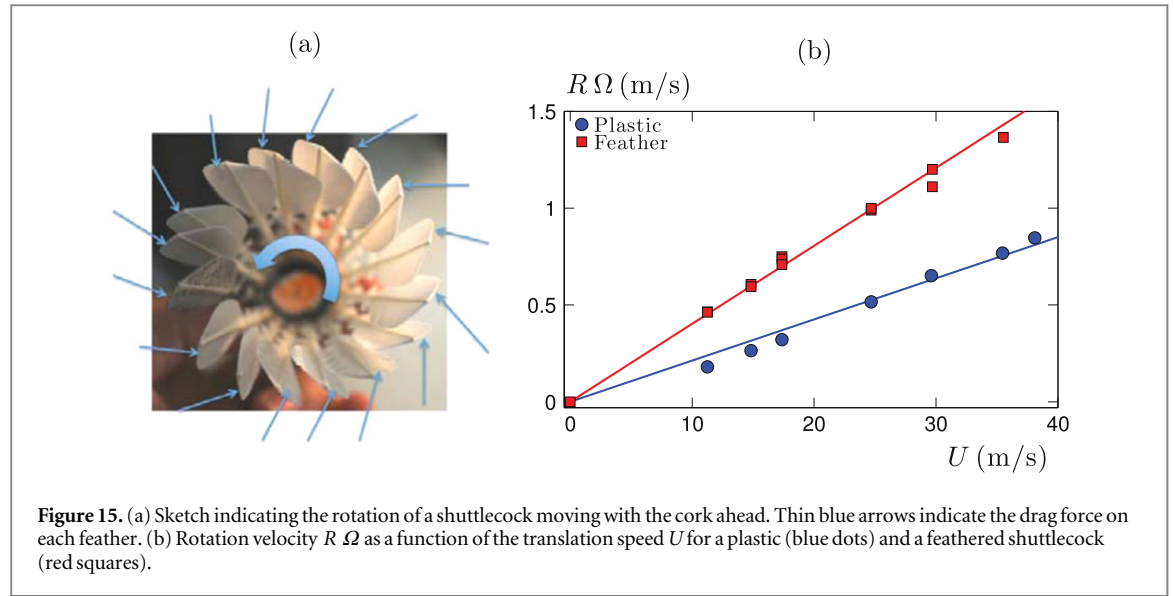 (a)
(b)
R Ω (m/s)
1.5
Plastic
Feather
1
0.5
0
0 10 20 30 40
U (m/s)
Figure 15. (a) Sketch indicating the rotation of a shuttlecock moving with the cork ahead. Thin blue arrows indicate the drag force on
each feather. (b) Rotation velocity R Ω as a function of the translation speed U for a plastic (blue dots) and a feathered shuttlecock
(red squares).